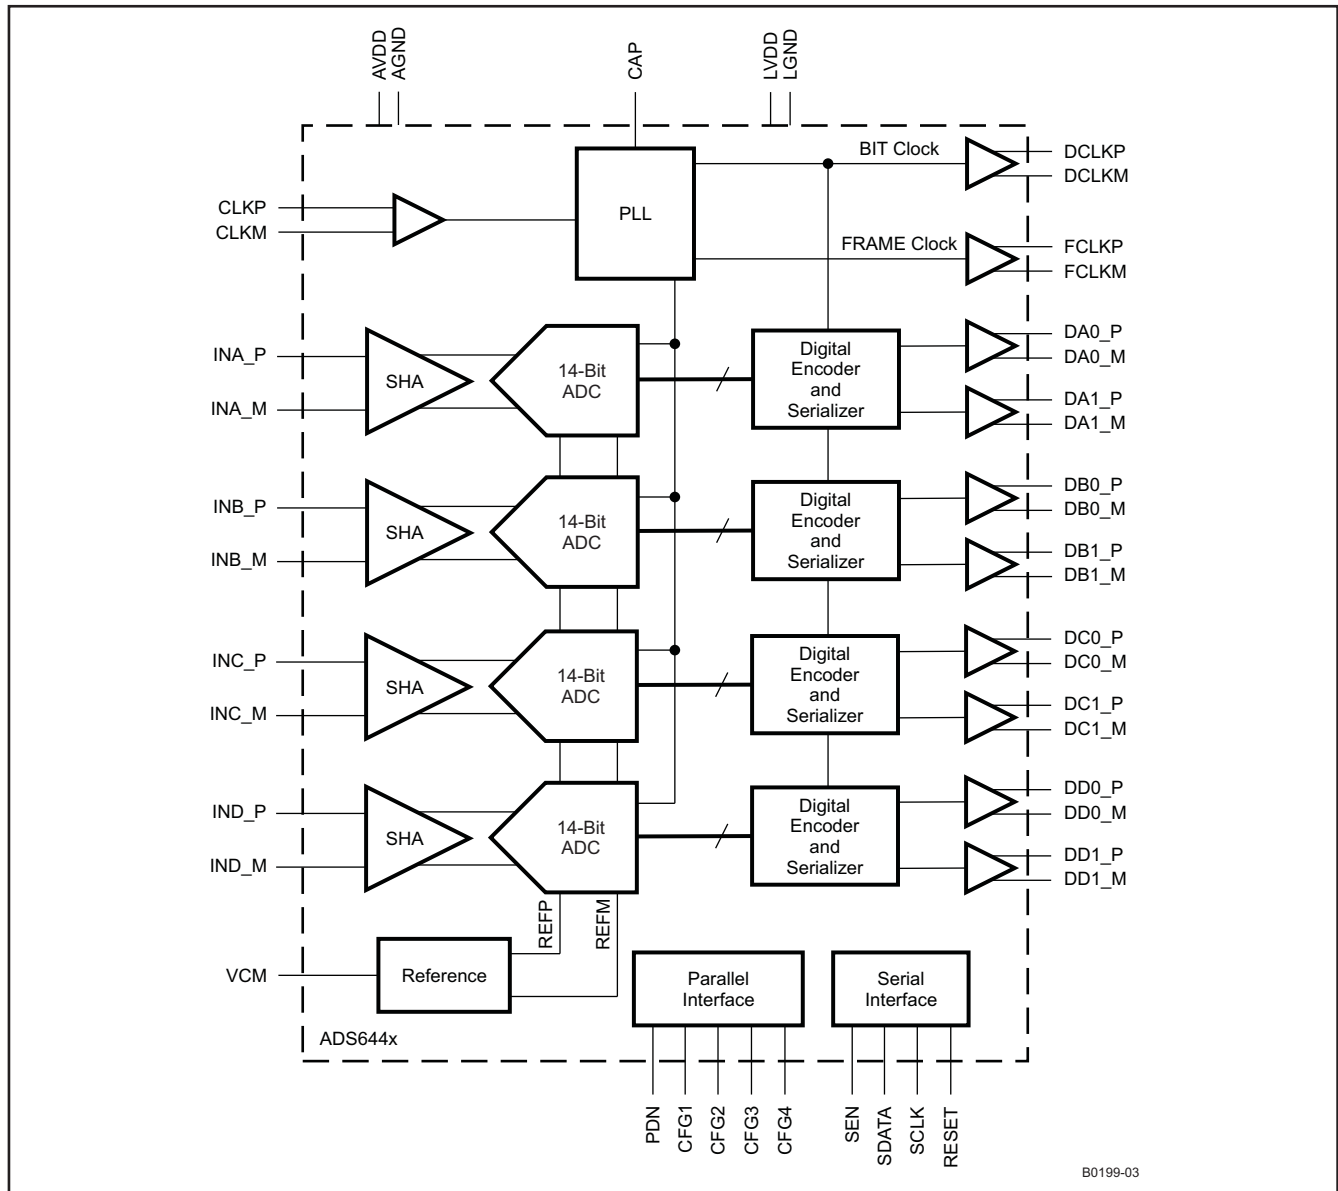 AVDD
AGND
CAP
LVDD
LGND
CLKP
CLKM
PLL
BIT Clock
DCLKP
DCLKM
FRAME Clock
FCLKP
FCLKM
INA_P
INA_M
SHA
14-Bit
ADC
Digital
Encoder
and
Serializer
DA0_P
DA0_M
DA1_P
DA1_M
INB_P
INB_M
SHA
14-Bit
ADC
Digital
Encoder
and
Serializer
DB0_P
DB0_M
DB1_P
DB1_M
INC_P
INC_M
SHA
14-Bit
ADC
Digital
Encoder
and
Serializer
DC0_P
DC0_M
DC1_P
DC1_M
IND_P
IND_M
SHA
14-Bit
ADC
Digital
Encoder
and
Serializer
DD0_P
DD0_M
DD1_P
DD1_M
REFP
REFM
VCM
Reference
Parallel
Interface
Serial
Interface
ADS644x
PDN
CFG1
CFG2
CFG3
CFG4
SEN
SDATA
SCLK
RESET
B0199-03